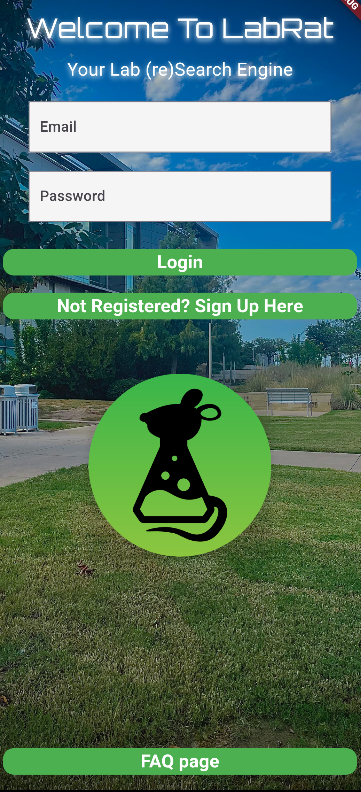 Welcome To LabRat
Your Lab (re)Search Engine
Email
Password
Login
Not Registered? Sign Up Here
FAQ page